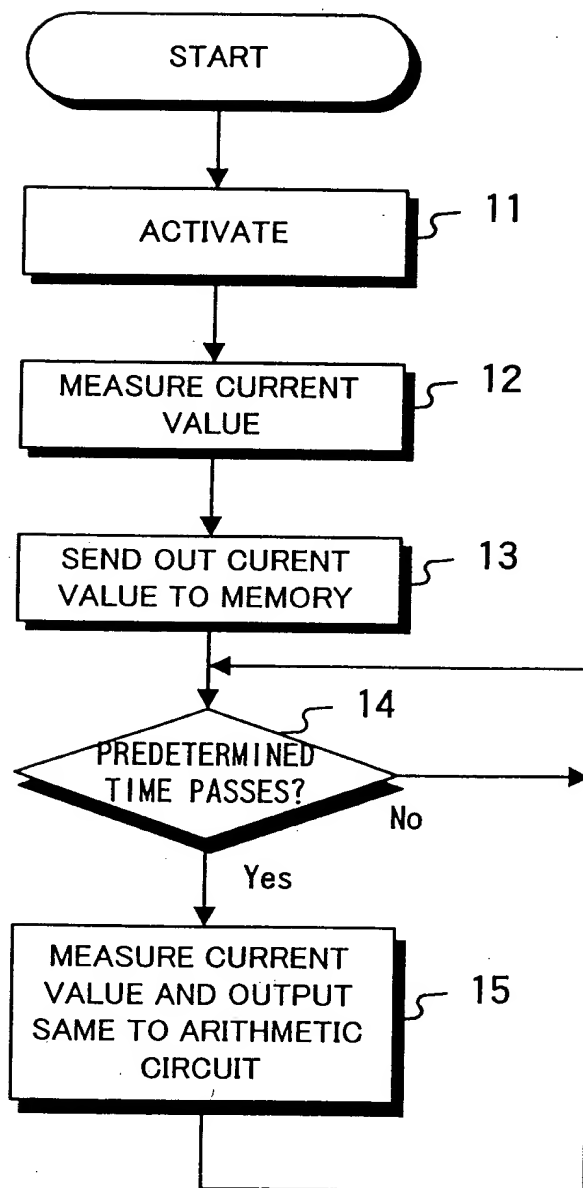 START
ACTIVATE
11
MEASURE CURRENT
VALUE
12
SEND OUT CURENT
VALUE TO MEMORY
13
14
PREDETERMINED
TIME PASSES?
No
Yes
MEASURE CURRENT
VALUE AND OUTPUT
SAME TO ARITHMETIC
CIRCUIT
15